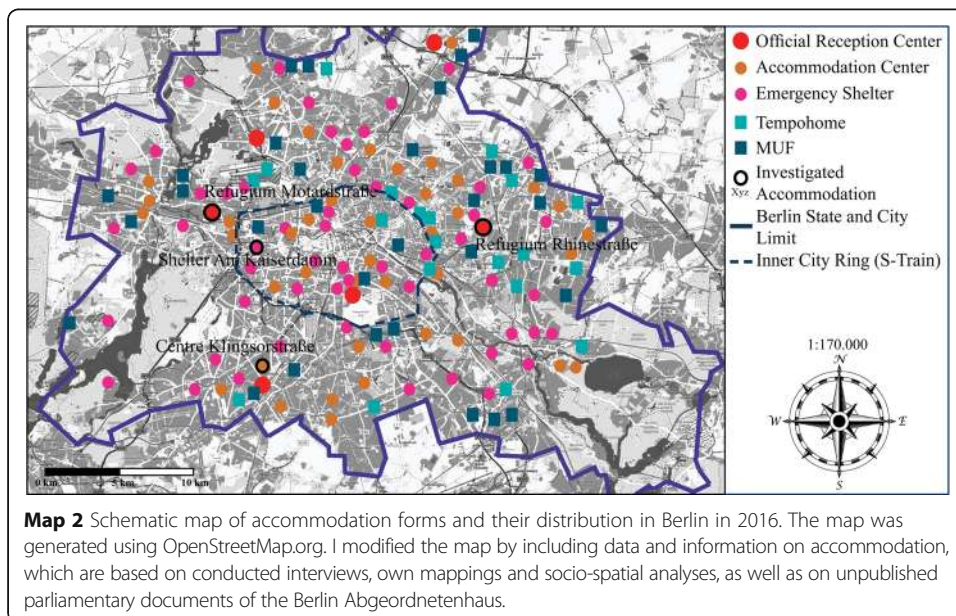 Official Reception Center
Accommodation Center
Emergency Shelter
Tempohome
MUF
Investigated
Xyz Accommodation
Berlin State and City
Limit
Inner City Ring (S-Train)
Refugium Motardstraße
Refugium Rhinestraße
Shelter Am Kaiserdamm
Centre Klingsorstraße
1:170.000
N
W E
S
0 km 5 km 10 km
Map 2 Schematic map of accommodation forms and their distribution in Berlin in 2016. The map was
generated using OpenStreetMap.org. I modified the map by including data and information on accommodation,
which are based on conducted interviews, own mappings and socio-spatial analyses, as well as on unpublished
parliamentary documents of the Berlin Abgeordnetenhaus.